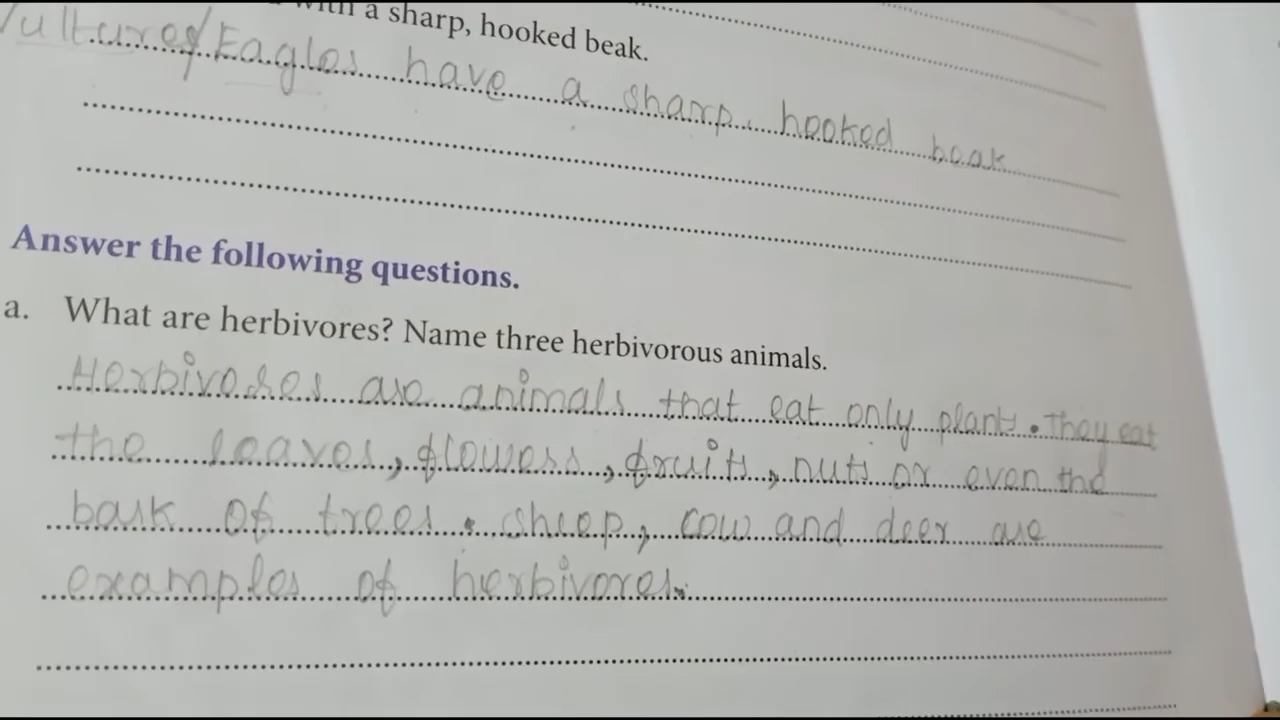 with a sharp, hooked beak.
Vultures/Eagles have a sharp, hooked beak
Answer the following questions.
a. What are herbivores? Name three herbivorous animals.
Herbivores are animals that eat only plants. They eat
the leaves, flowers, fruits, nuts or even the
bark of trees. sheep, cow and deer are
examples of herbivores.